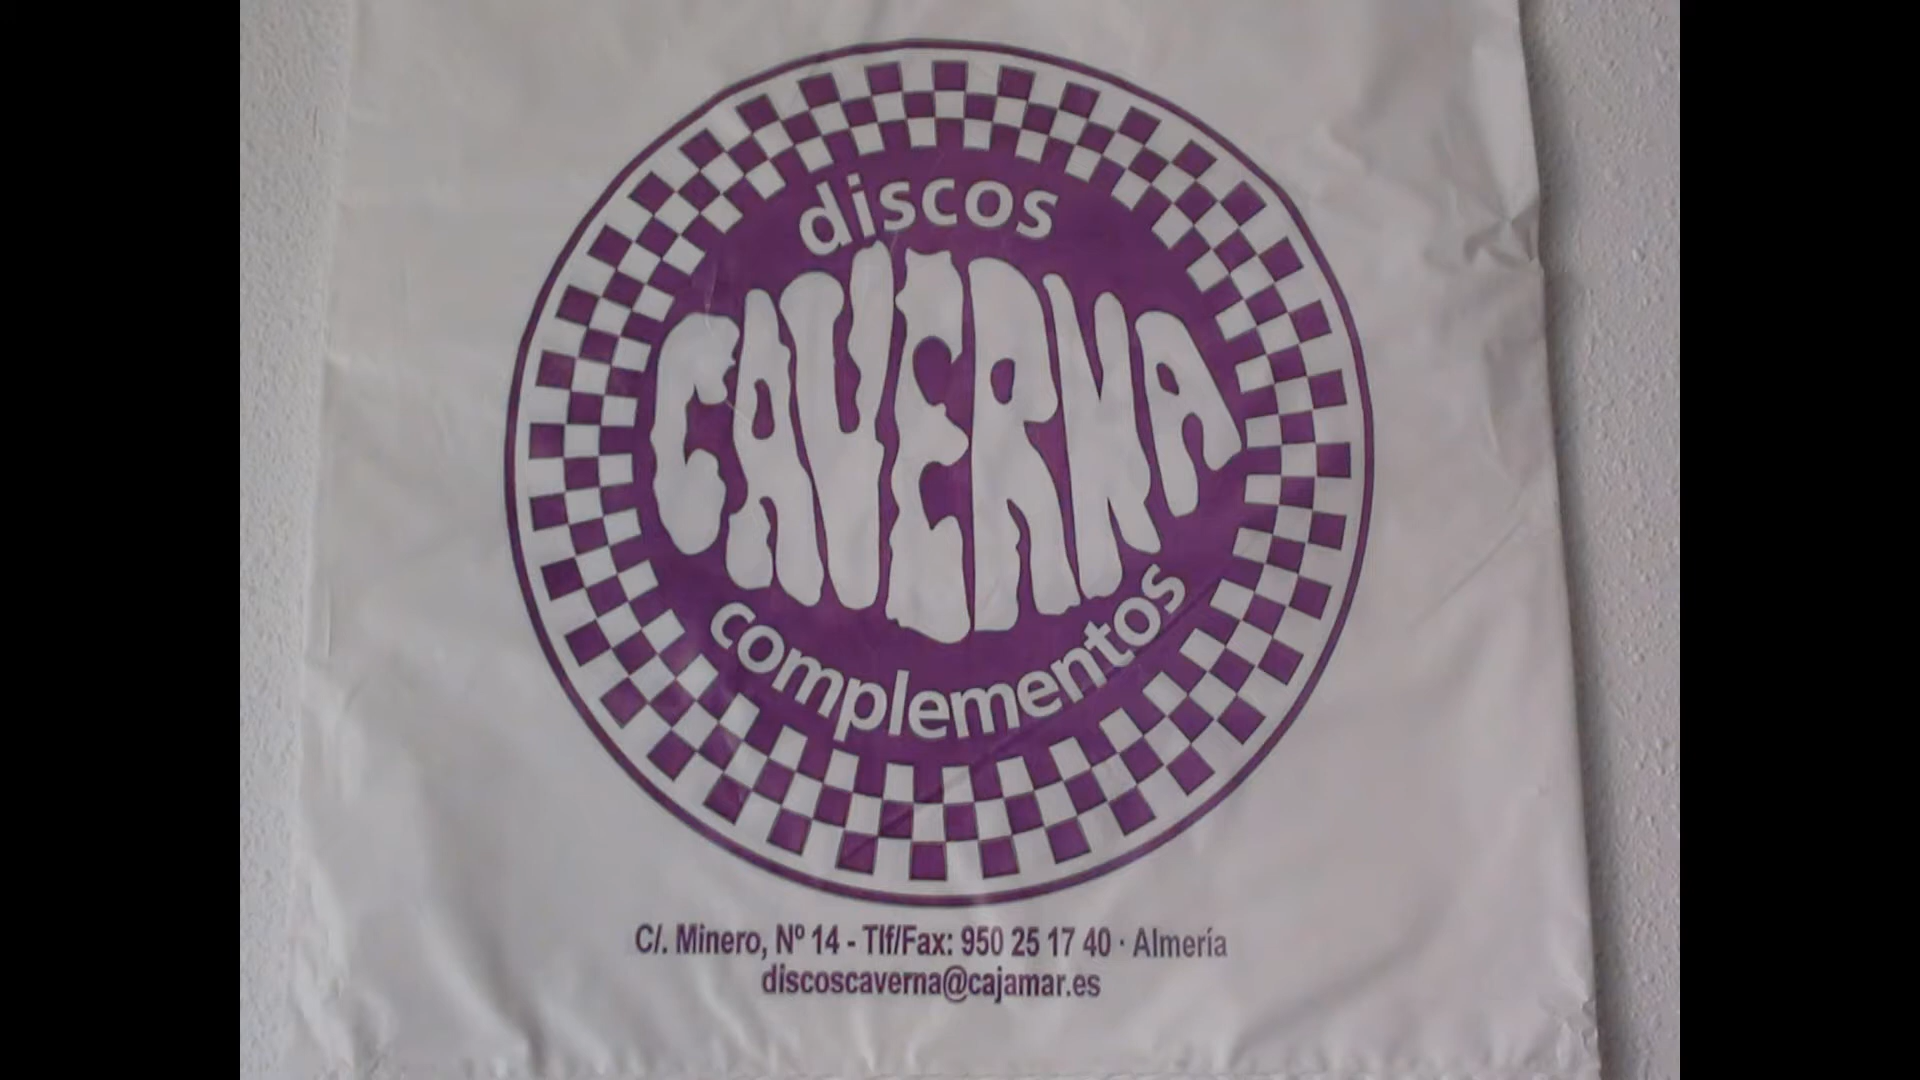 discos
CAVERNA
complementos
C/. Minero, Nº 14 - Tlf/Fax: 950 25 17 40 · Almería
discoscaverna@cajamar.es